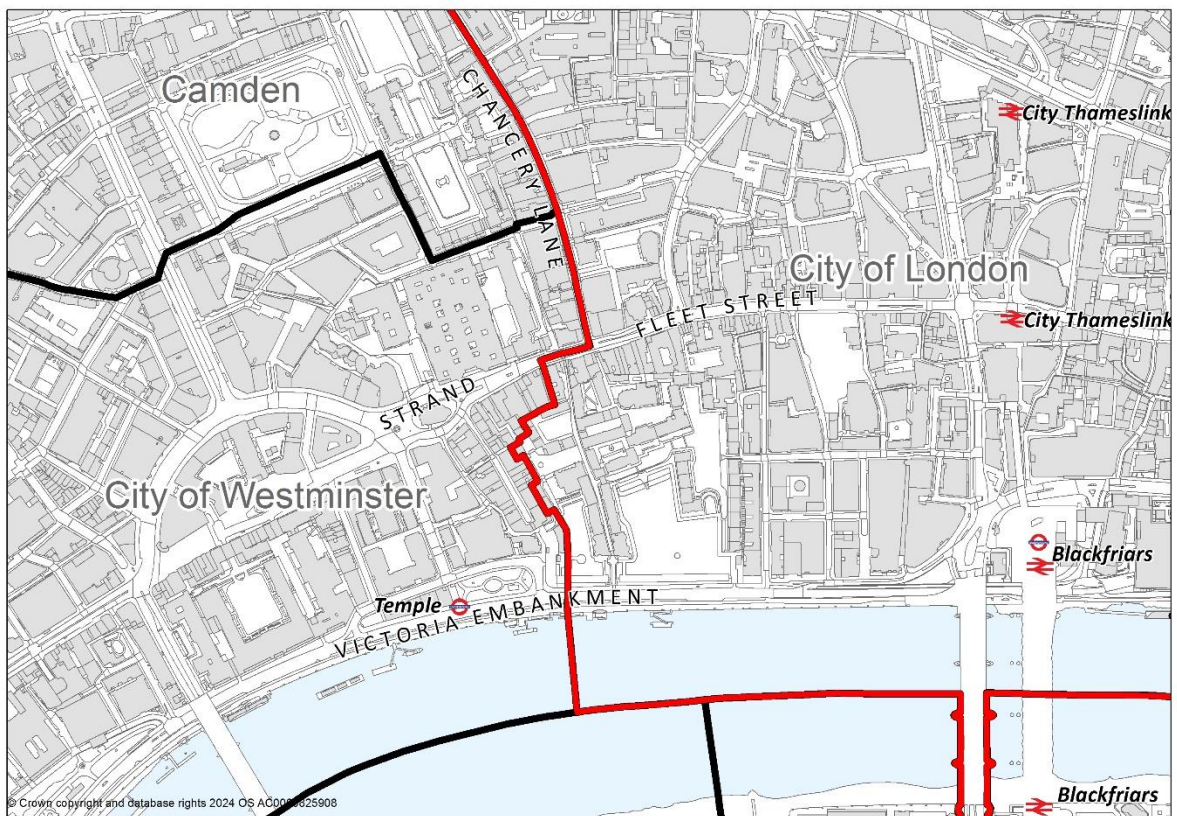 Camden
CHANCERY LANE
City Thameslink
City of London
FLEET STREET
City Thameslink
STRAND
City of Westminster
Blackfriars
Temple
VICTORIA EMBANKMENT
Blackfriars
© Crown copyright and database rights 2024 OS